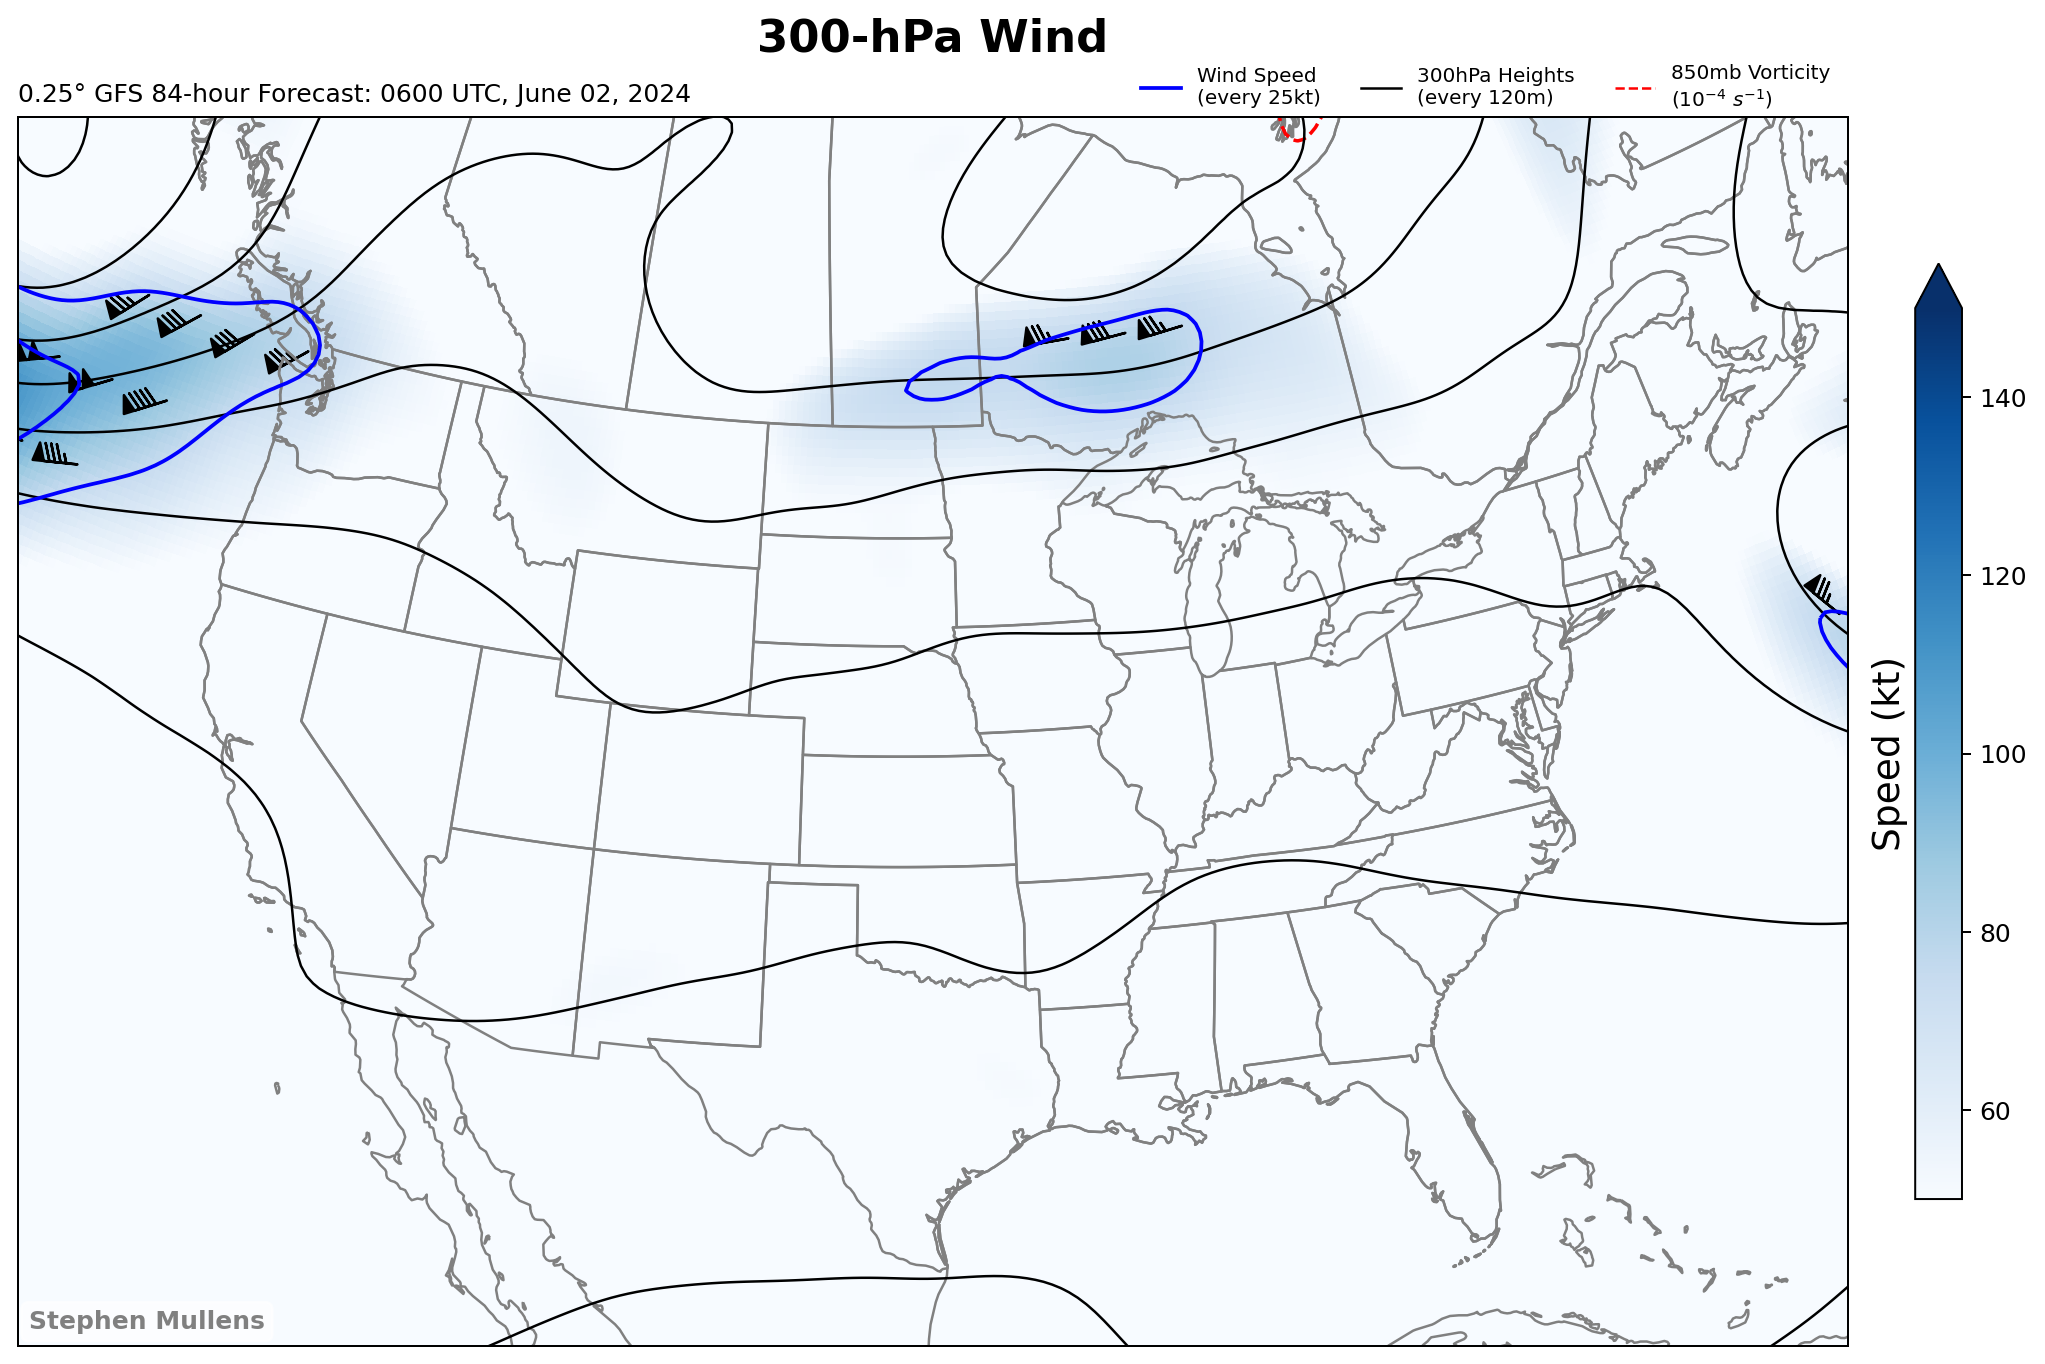 300-hPa Wind
0.25° GFS 84-hour Forecast: 0600 UTC, June 02, 2024
Wind Speed
(every 25kt)
300hPa Heights
(every 120m)
850mb Vorticity
(10⁻⁴ s⁻¹)
140
120
100
80
60
Speed (kt)
Stephen Mullens